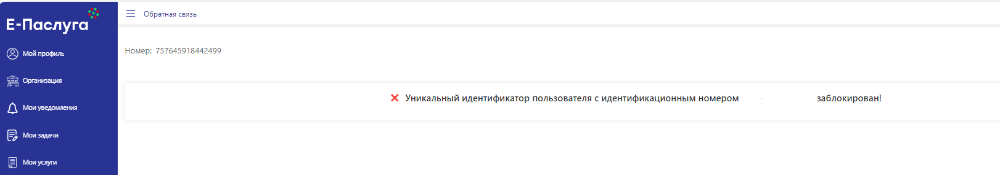 Е-Паслуга
Обратная связь
Номер: 757645918442499
Мой профиль
Организация
Мои уведомления
Мои задачи
Мои услуги
Уникальный идентификатор пользователя с идентификационным номером заблокирован!